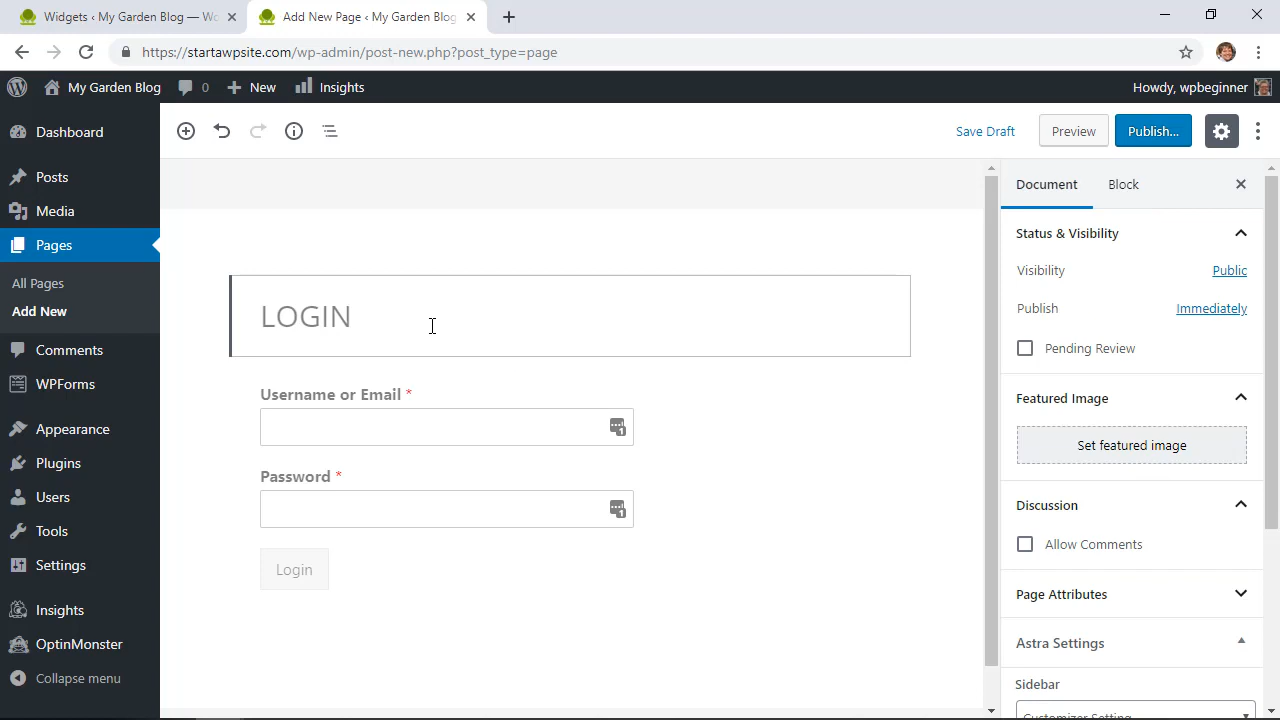 Widgets ‹ My Garden Blog — Wo
Add New Page ‹ My Garden Blog
https://startawpsite.com/wp-admin/post-new.php?post_type=page
My Garden Blog
0
New
Insights
Howdy, wpbeginner
Dashboard
Posts
Media
Pages
All Pages
Add New
Comments
WPForms
Appearance
Plugins
Users
Tools
Settings
Insights
OptinMonster
Collapse menu
Save Draft
Preview
Publish...
LOGIN
Username or Email *
1
Password *
1
Login
Document
Block
Status & Visibility
Visibility
Public
Publish
Immediately
Pending Review
Featured Image
Set featured image
Discussion
Allow Comments
Page Attributes
Astra Settings
Sidebar
Customizer Setting